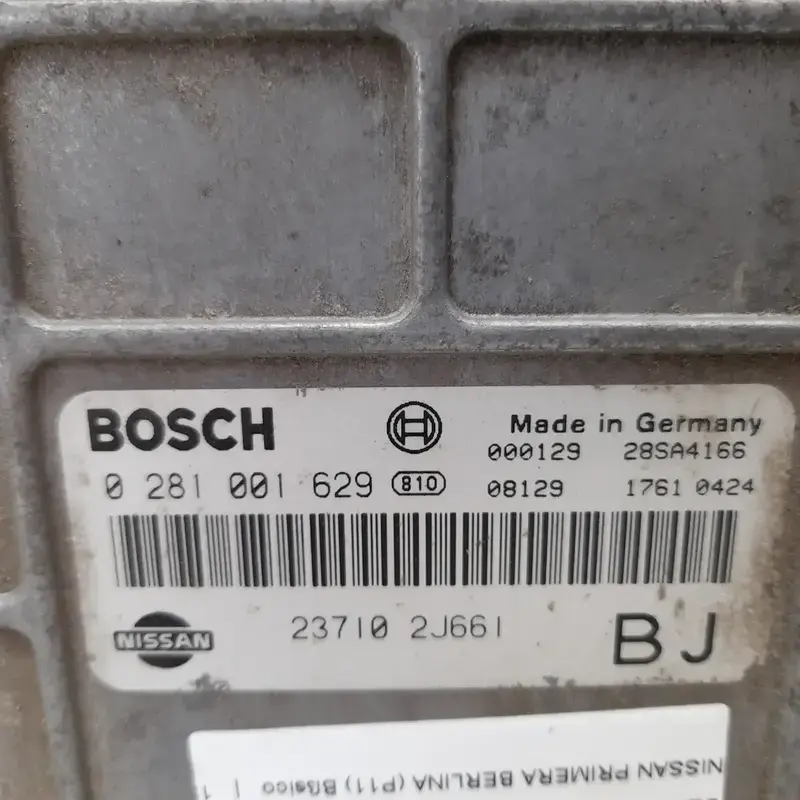 BOSCH
Made in Germany
000129 28SA4166
0 281 001 629 810 08129 1761 0424
NISSAN
23710 2J661
BJ
NISSAN PRIMERA BERLINA (P11) Básico [ 1